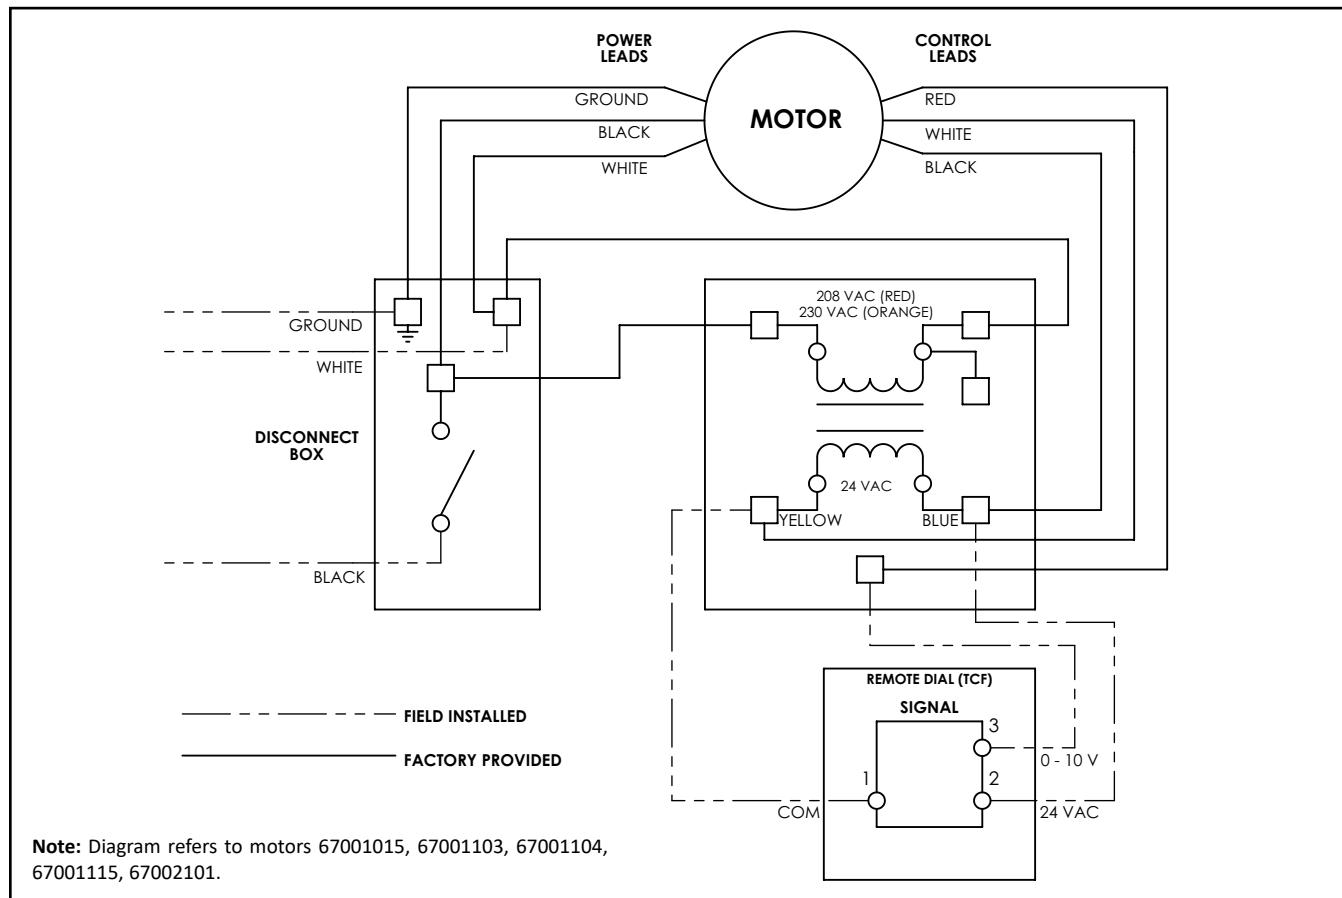 POWER
LEADS
CONTROL
LEADS
GROUND
RED
MOTOR
BLACK
WHITE
WHITE
BLACK
208 VAC (RED)
230 VAC (ORANGE)
GROUND
WHITE
DISCONNECT
BOX
24 VAC
YELLOW
BLUE
BLACK
REMOTE DIAL (TCF)
SIGNAL
3
0 - 10 V
1
2
COM
24 VAC
FIELD INSTALLED
FACTORY PROVIDED
Note: Diagram refers to motors 67001015, 67001103, 67001104,
67001115, 67002101.